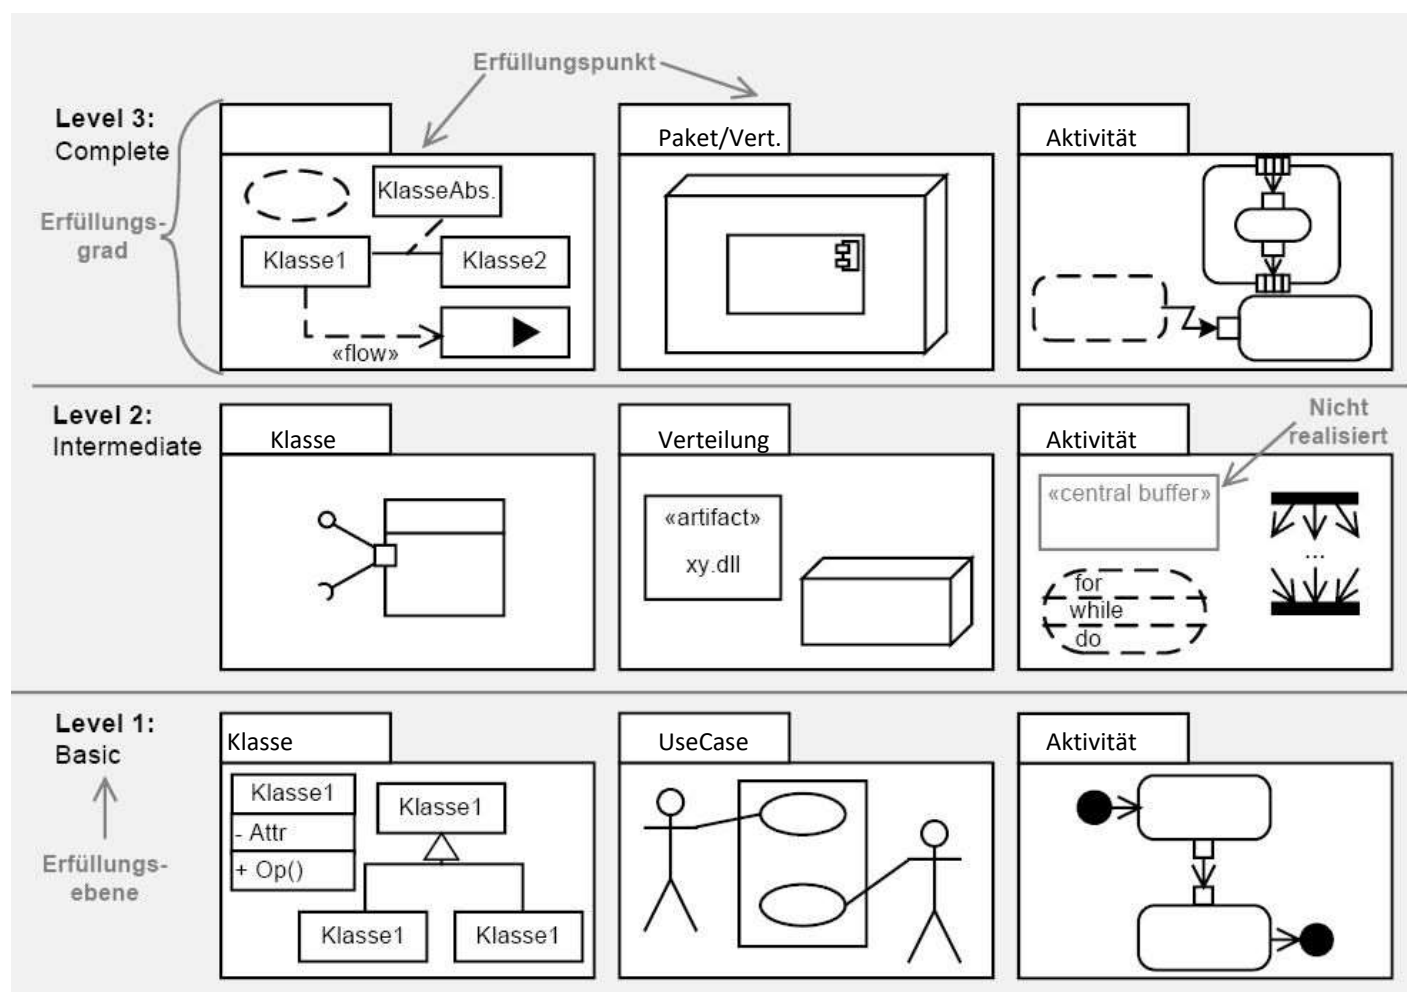 Erfüllungspunkt
Level 3:
Complete
Erfüllungs-
grad
KlasseAbs.
Klasse1
Klasse2
«flow»
Paket/Vert.
Aktivität
Level 2:
Intermediate
Klasse
Verteilung
«artifact»
xy.dll
Aktivität
Nicht
realisiert
«central buffer»
...
for
while
do
Level 1:
Basic
Erfüllungs-
ebene
Klasse
Klasse1
- Attr
+ Op()
Klasse1
Klasse1
Klasse1
UseCase
Aktivität